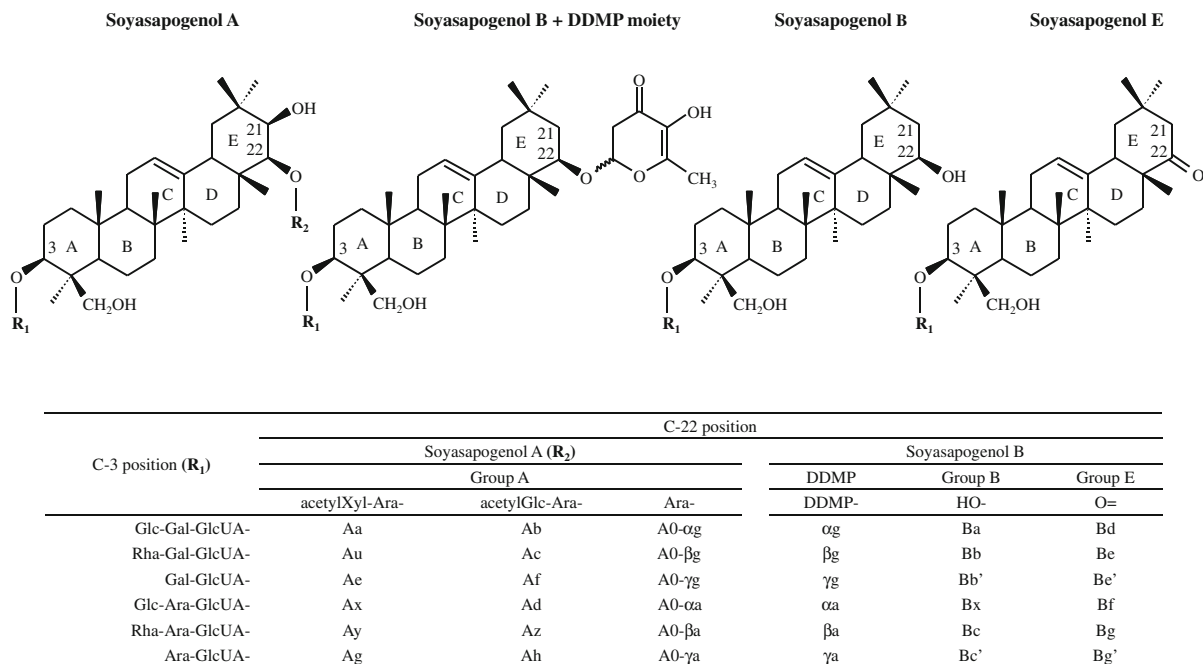 Soyasapogenol A Soyasapogenol B + DDMP moiety Soyasapogenol B Soyasapogenol E
OH
21
E
22
O
R₂
C
D
3 A B
O
CH₂OH
R₁
O
OH
21
E
22
O
O
CH₃
C
D
3 A B
O
CH₂OH
R₁
21
E
22
OH
C
D
3 A B
O
CH₂OH
R₁
21
E
22
O
C
D
3 A B
O
CH₂OH
R₁
C-22 position
C-3 position (R₁) Soyasapogenol A (R₂) Soyasapogenol B
Group A DDMP Group B Group E
acetylXyl-Ara- acetylGlc-Ara- Ara- DDMP- HO- O=
Glc-Gal-GlcUA- Aa Ab A0-αg αg Ba Bd
Rha-Gal-GlcUA- Au Ac A0-βg βg Bb Be
Gal-GlcUA- Ae Af A0-γg γg Bb’ Be’
Glc-Ara-GlcUA- Ax Ad A0-αa αa Bx Bf
Rha-Ara-GlcUA- Ay Az A0-βa βa Bc Bg
Ara-GlcUA- Ag Ah A0-γa γa Bc’ Bg’